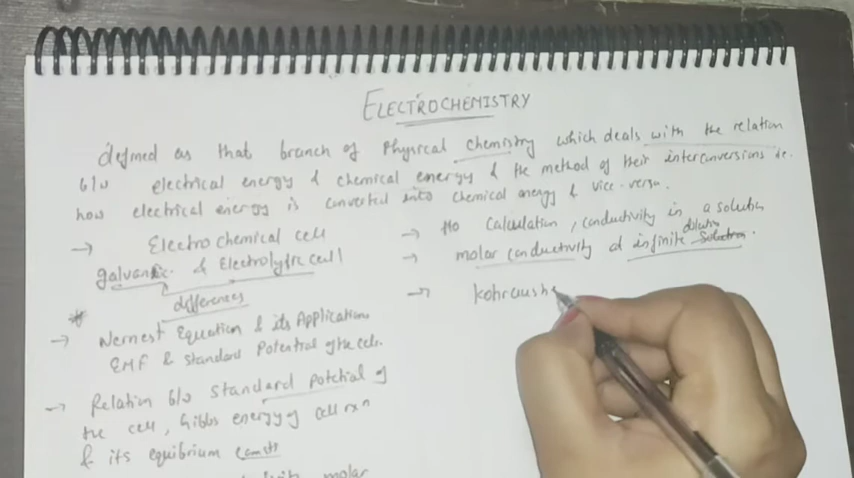 ELECTROCHEMISTRY
defined as that branch of Physical chemistry which deals with the relation
b/w electrical energy & chemical energy & the method of their interconversions i.e.
how electrical energy is converted into chemical energy & vice-versa.
→ Electrochemical cell
galvanic & Electrolytic cell
differences
* → Nernest Equation & its Application
EMF & standard Potential of the cell.
→ Relation b/w standard potential of
the cell, Gibbs energy of cell rxn
& its equibrium const
molar
→ Calculation, conductivity in a solution
→ molar conductivity at infinite dilution
→ Kohraush